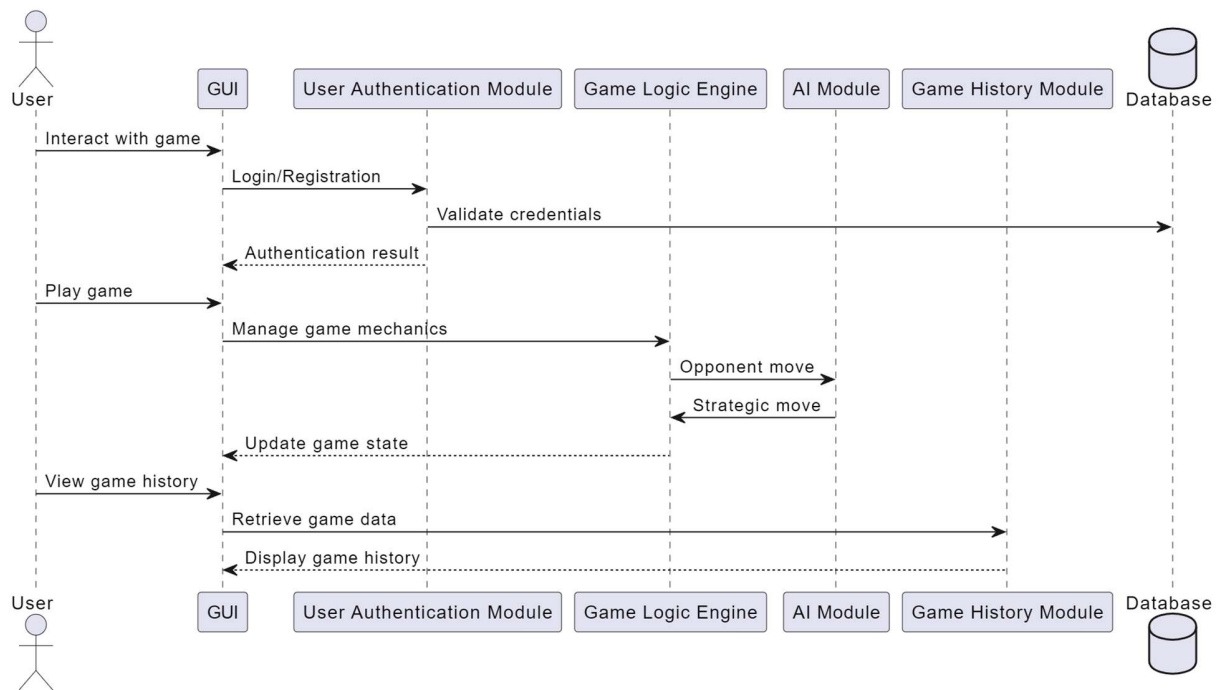 User
GUI
User Authentication Module
Game Logic Engine
AI Module
Game History Module
Database
Interact with game
Login/Registration
Validate credentials
Authentication result
Play game
Manage game mechanics
Opponent move
Strategic move
Update game state
View game history
Retrieve game data
Display game history
User
GUI
User Authentication Module
Game Logic Engine
AI Module
Game History Module
Database